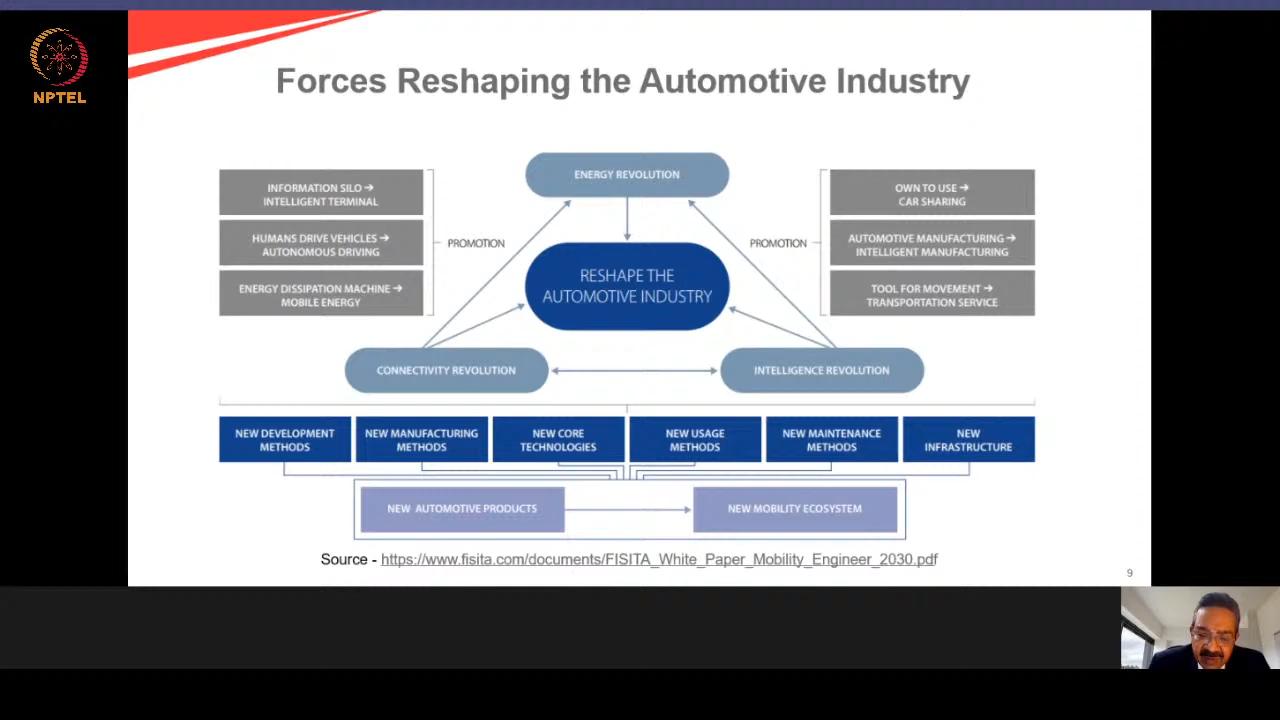 NPTEL
Forces Reshaping the Automotive Industry
ENERGY REVOLUTION
INFORMATION SILO →
INTELLIGENT TERMINAL
HUMANS DRIVE VEHICLES →
AUTONOMOUS DRIVING
ENERGY DISSIPATION MACHINE →
MOBILE ENERGY
PROMOTION
RESHAPE THE
AUTOMOTIVE INDUSTRY
PROMOTION
OWN TO USE →
CAR SHARING
AUTOMOTIVE MANUFACTURING →
INTELLIGENT MANUFACTURING
TOOL FOR MOVEMENT →
TRANSPORTATION SERVICE
CONNECTIVITY REVOLUTION
INTELLIGENCE REVOLUTION
NEW DEVELOPMENT
METHODS
NEW MANUFACTURING
METHODS
NEW CORE
TECHNOLOGIES
NEW USAGE
METHODS
NEW MAINTENANCE
METHODS
NEW
INFRASTRUCTURE
NEW AUTOMOTIVE PRODUCTS
NEW MOBILITY ECOSYSTEM
Source - https://www.fisita.com/documents/FISITA_White_Paper_Mobility_Engineer_2030.pdf
9